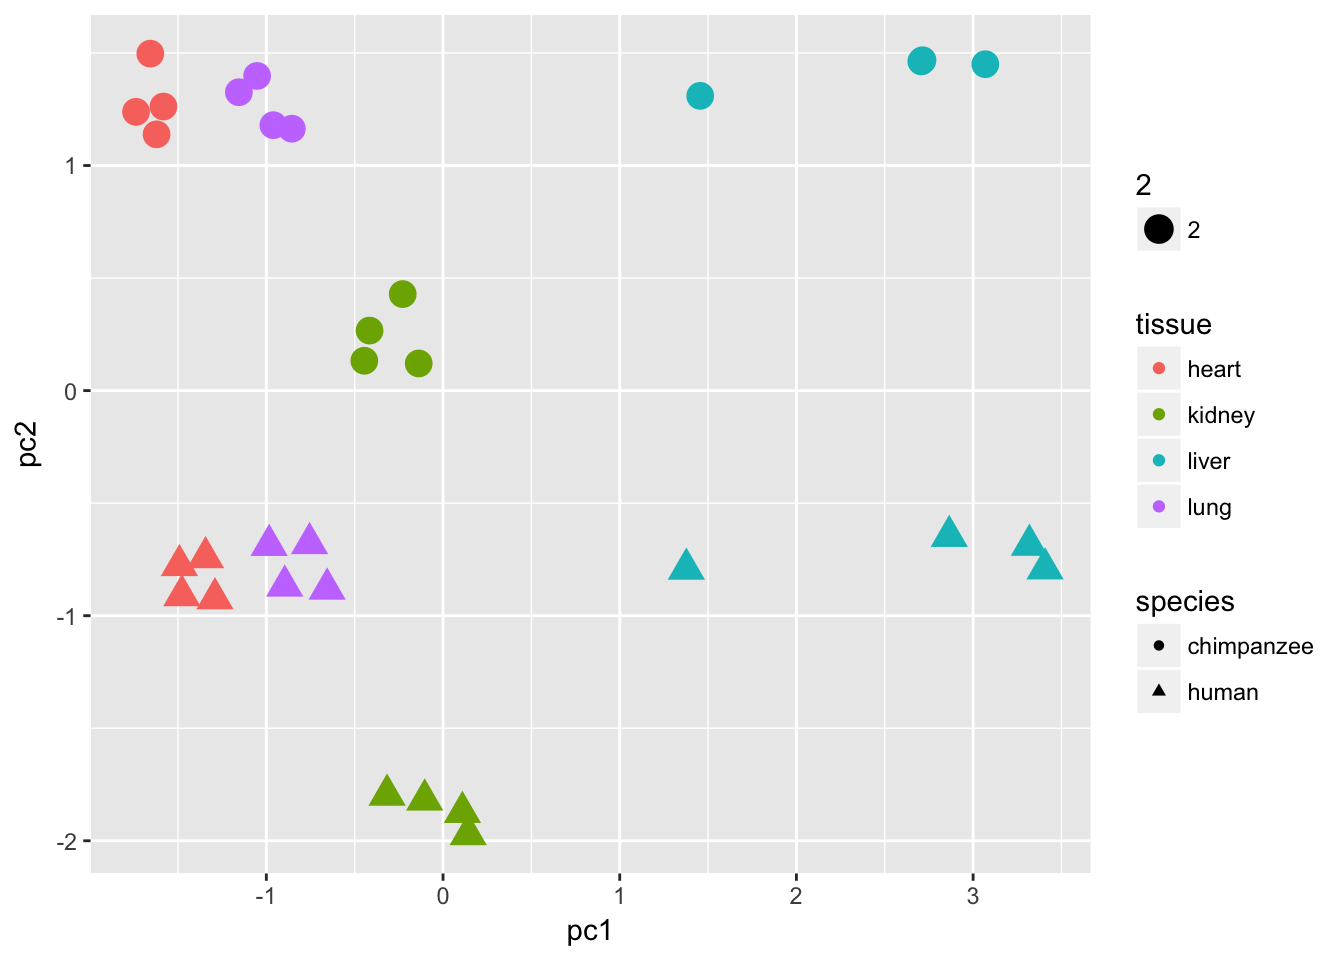 1
0
-1
-2
pc2
-1
0
1
2
3
pc1
2
2
tissue
heart
kidney
liver
lung
species
chimpanzee
human